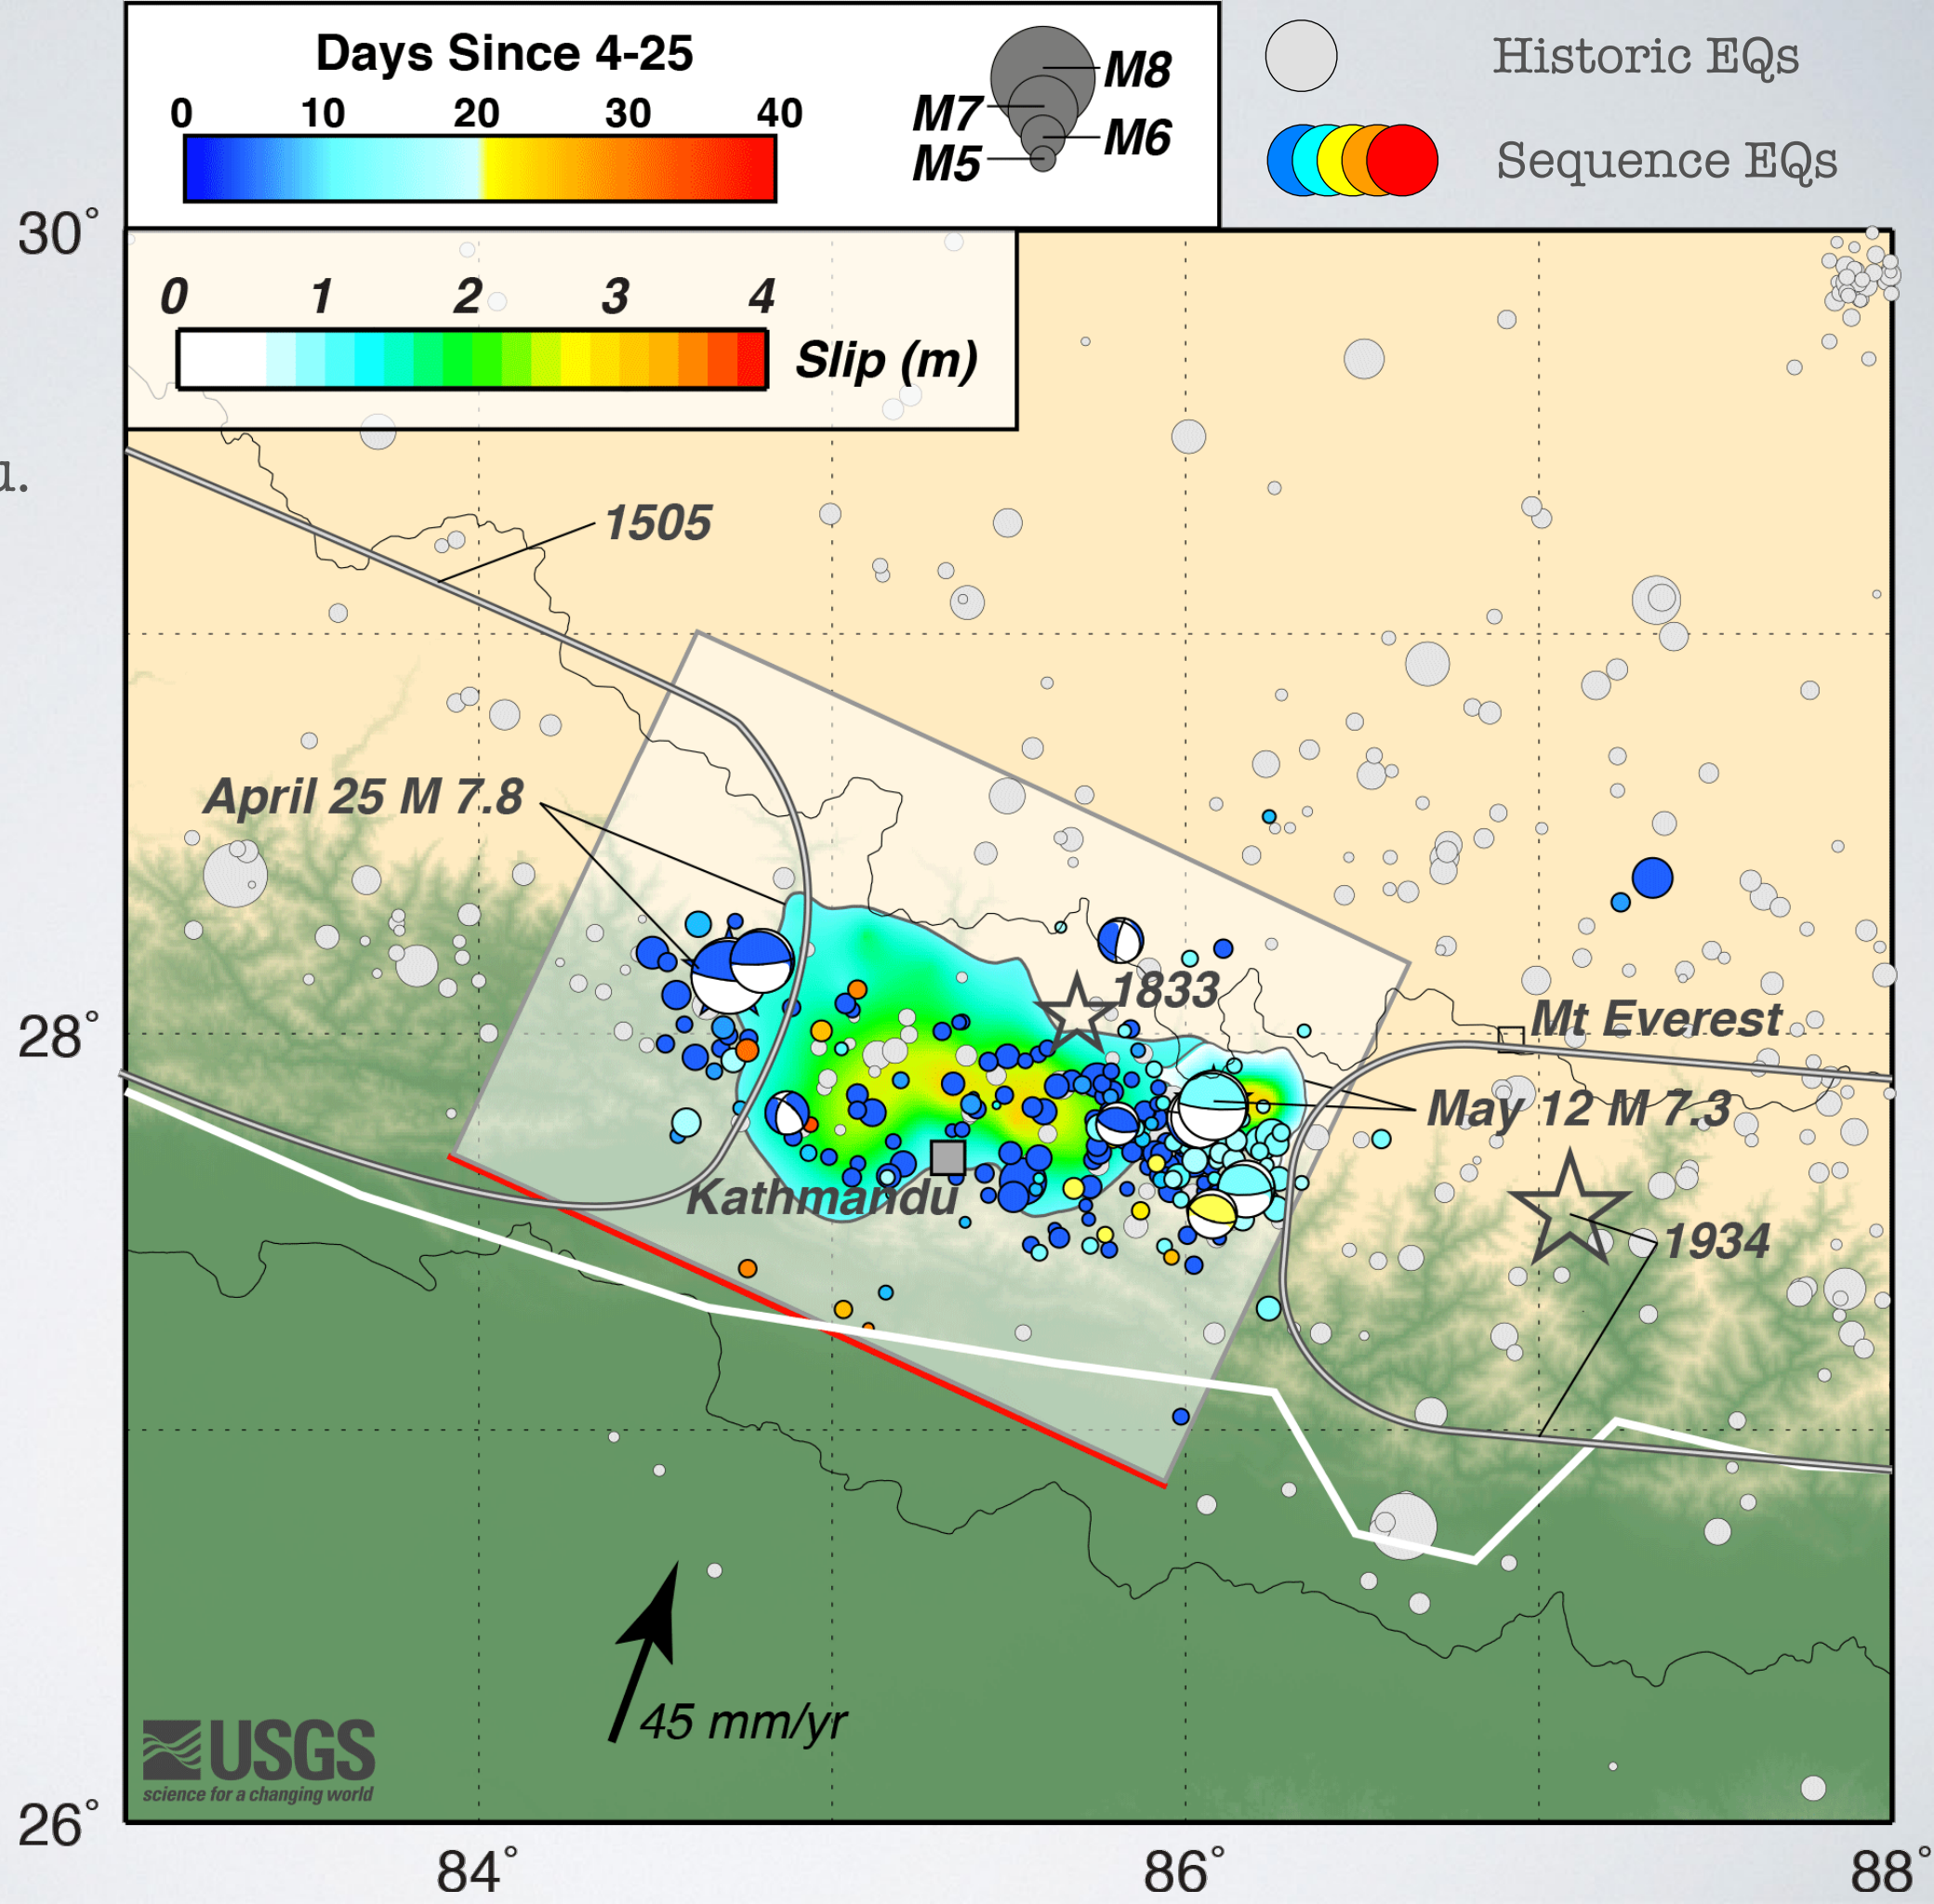 Days Since 4-25
0 10 20 30 40
M8
M7
M6
M5
Historic EQs
Sequence EQs
30°
0 1 2 3 4
Slip (m)
u.
1505
April 25 M 7.8
1833
28°
Mt Everest
May 12 M 7.3
Kathmandu
1934
45 mm/yr
USGS
science for a changing world
26°
84° 86° 88°